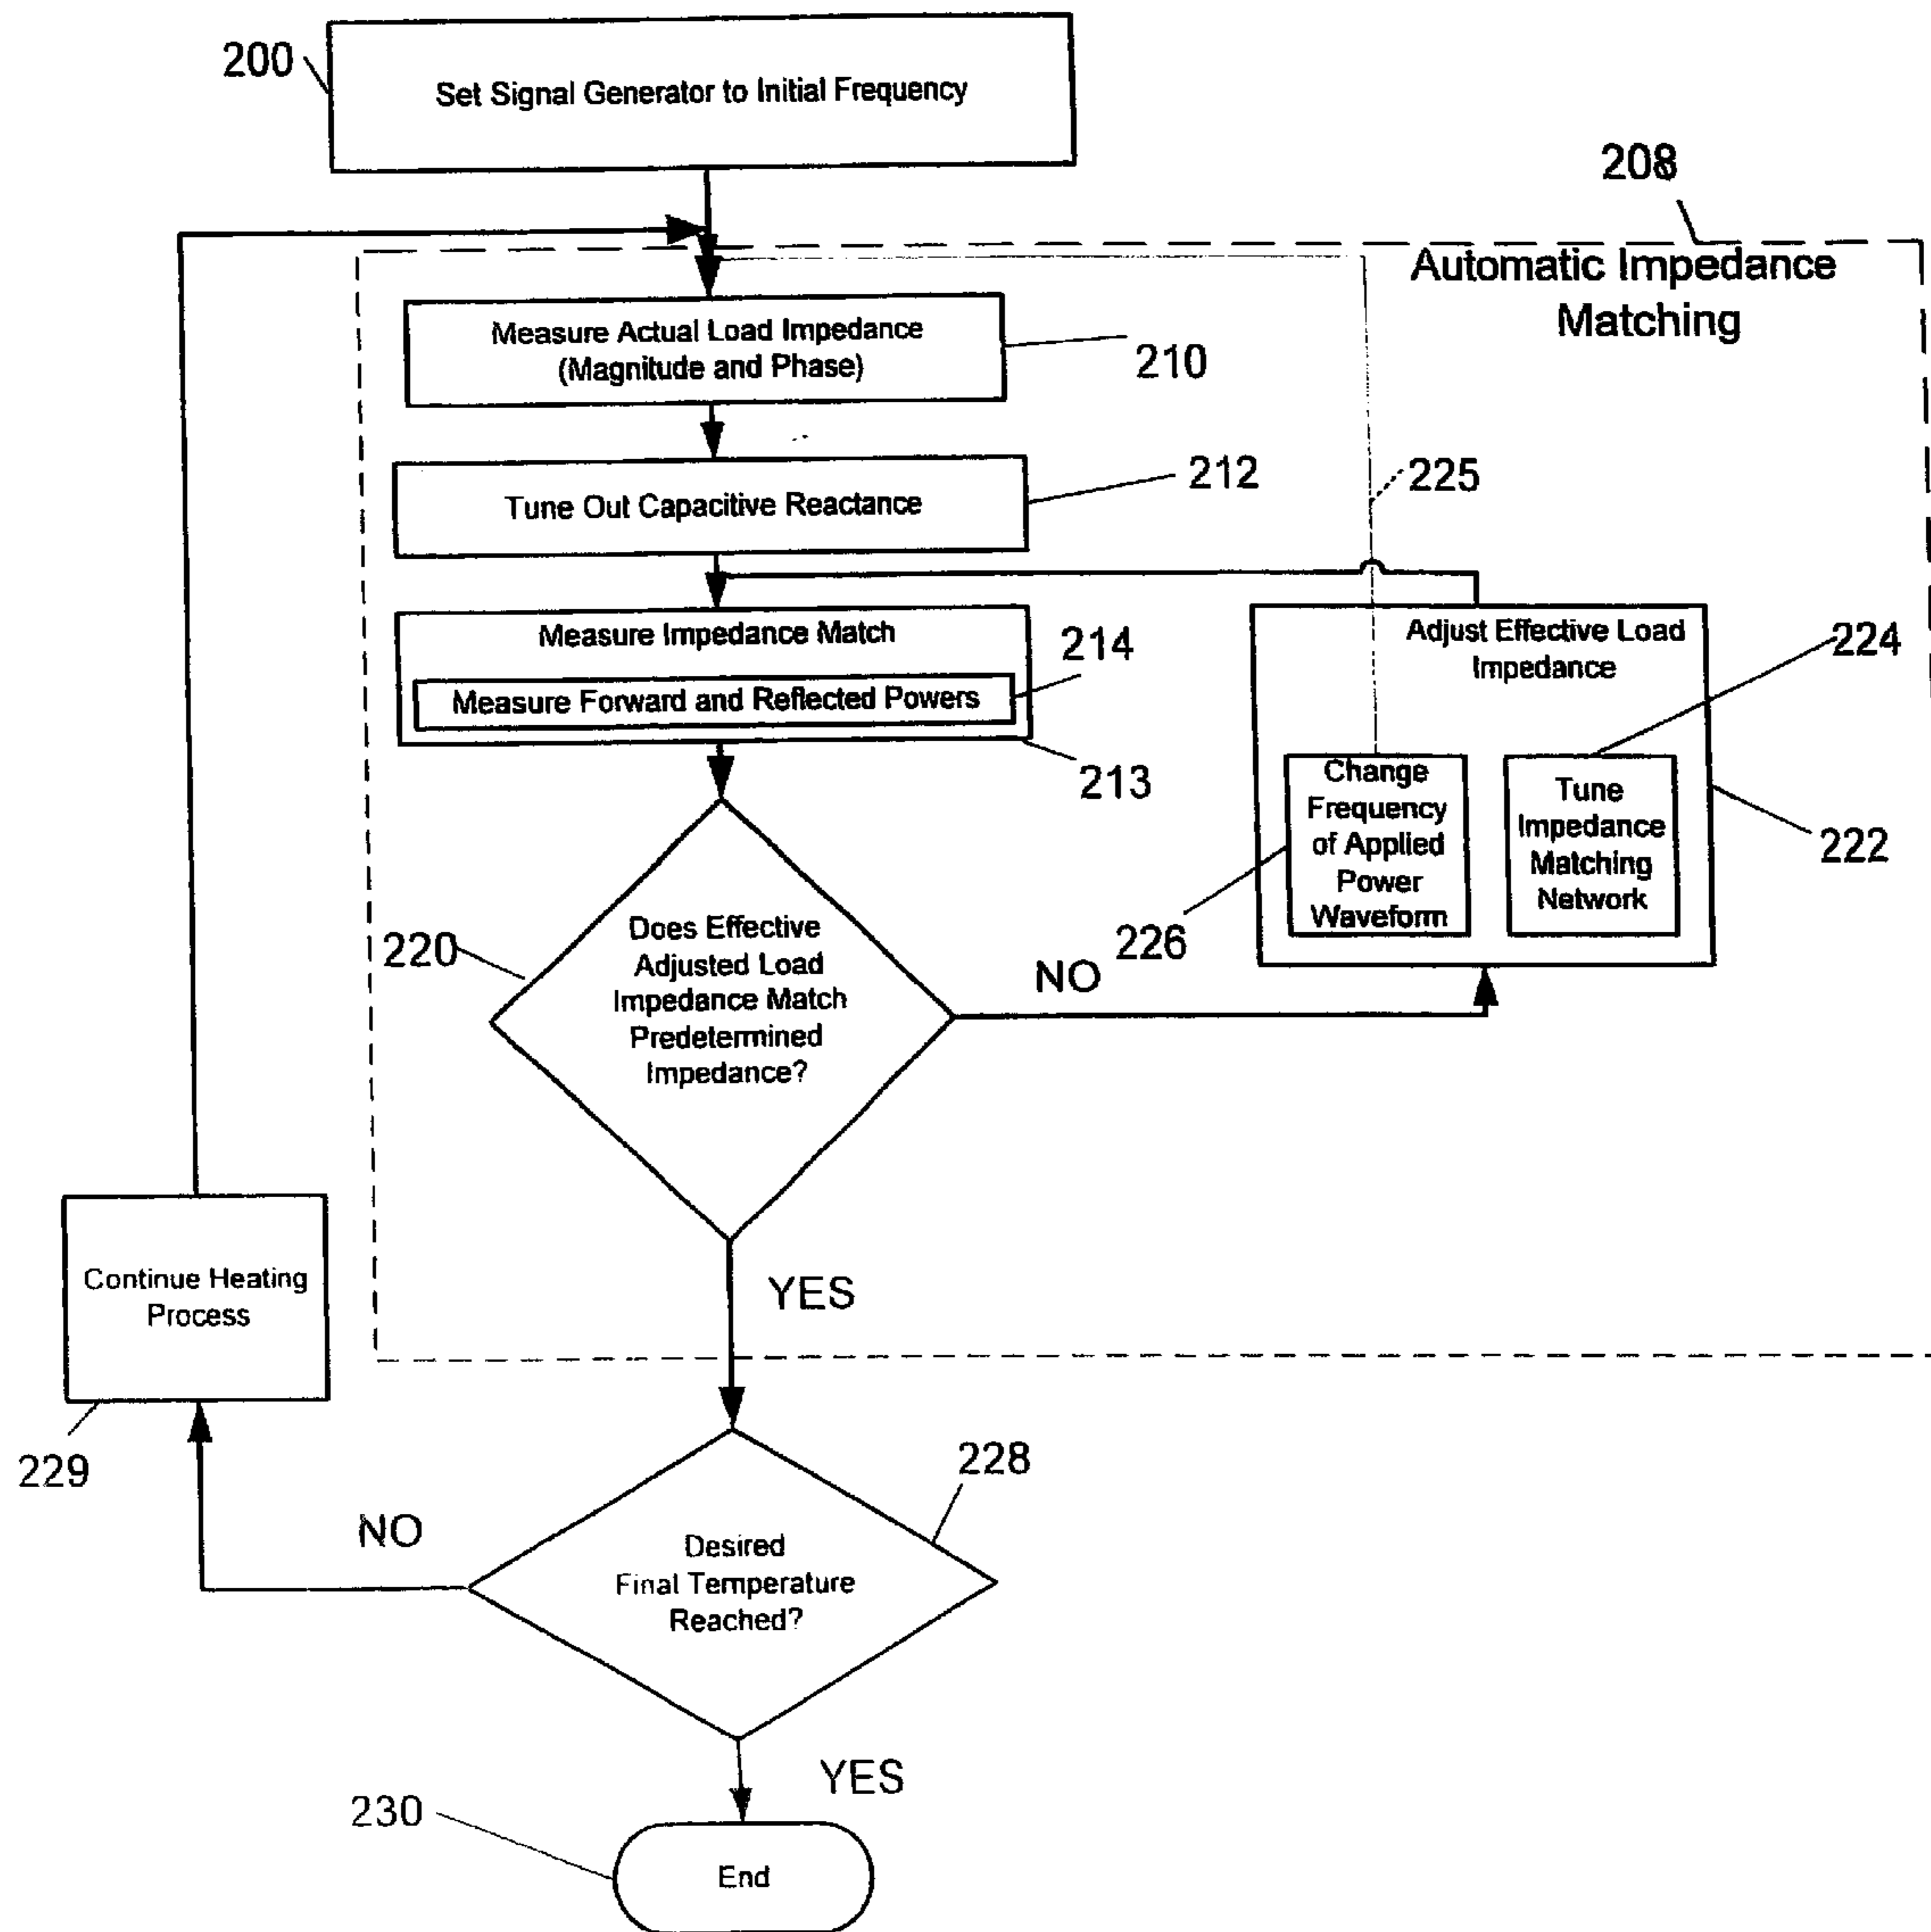 200
Set Signal Generator to Initial Frequency
208
Automatic Impedance
Matching
Measure Actual Load Impedance
(Magnitude and Phase)
210
Tune Out Capacitive Reactance
212
225
Measure Impedance Match
214
Measure Forward and Reflected Powers
213
Adjust Effective Load
Impedance
224
Change
Frequency
of Applied
Power
Waveform
Tune
Impedance
Matching
Network
222
226
220
Does Effective
Adjusted Load
Impedance Match
Predetermined
Impedance?
NO
YES
Continue Heating
Process
229
228
NO
Desired
Final Temperature
Reached?
YES
230
End